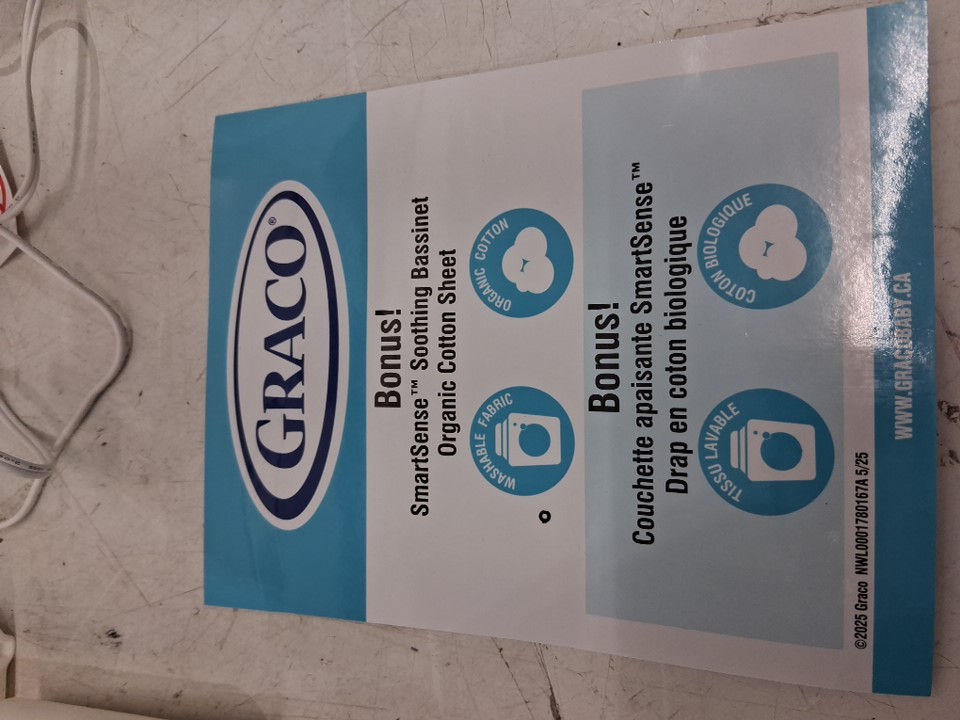 GRACO®
Bonus!
SmartSense™ Soothing Bassinet
Organic Cotton Sheet
WASHABLE FABRIC
ORGANIC COTTON
Bonus!
Couchette apaisante SmartSense™
Drap en coton biologique
TISSU LAVABLE
COTON BIOLOGIQUE
©2025 Graco NWL0001780167A 5/25
WWW.GRACOBABY.CA